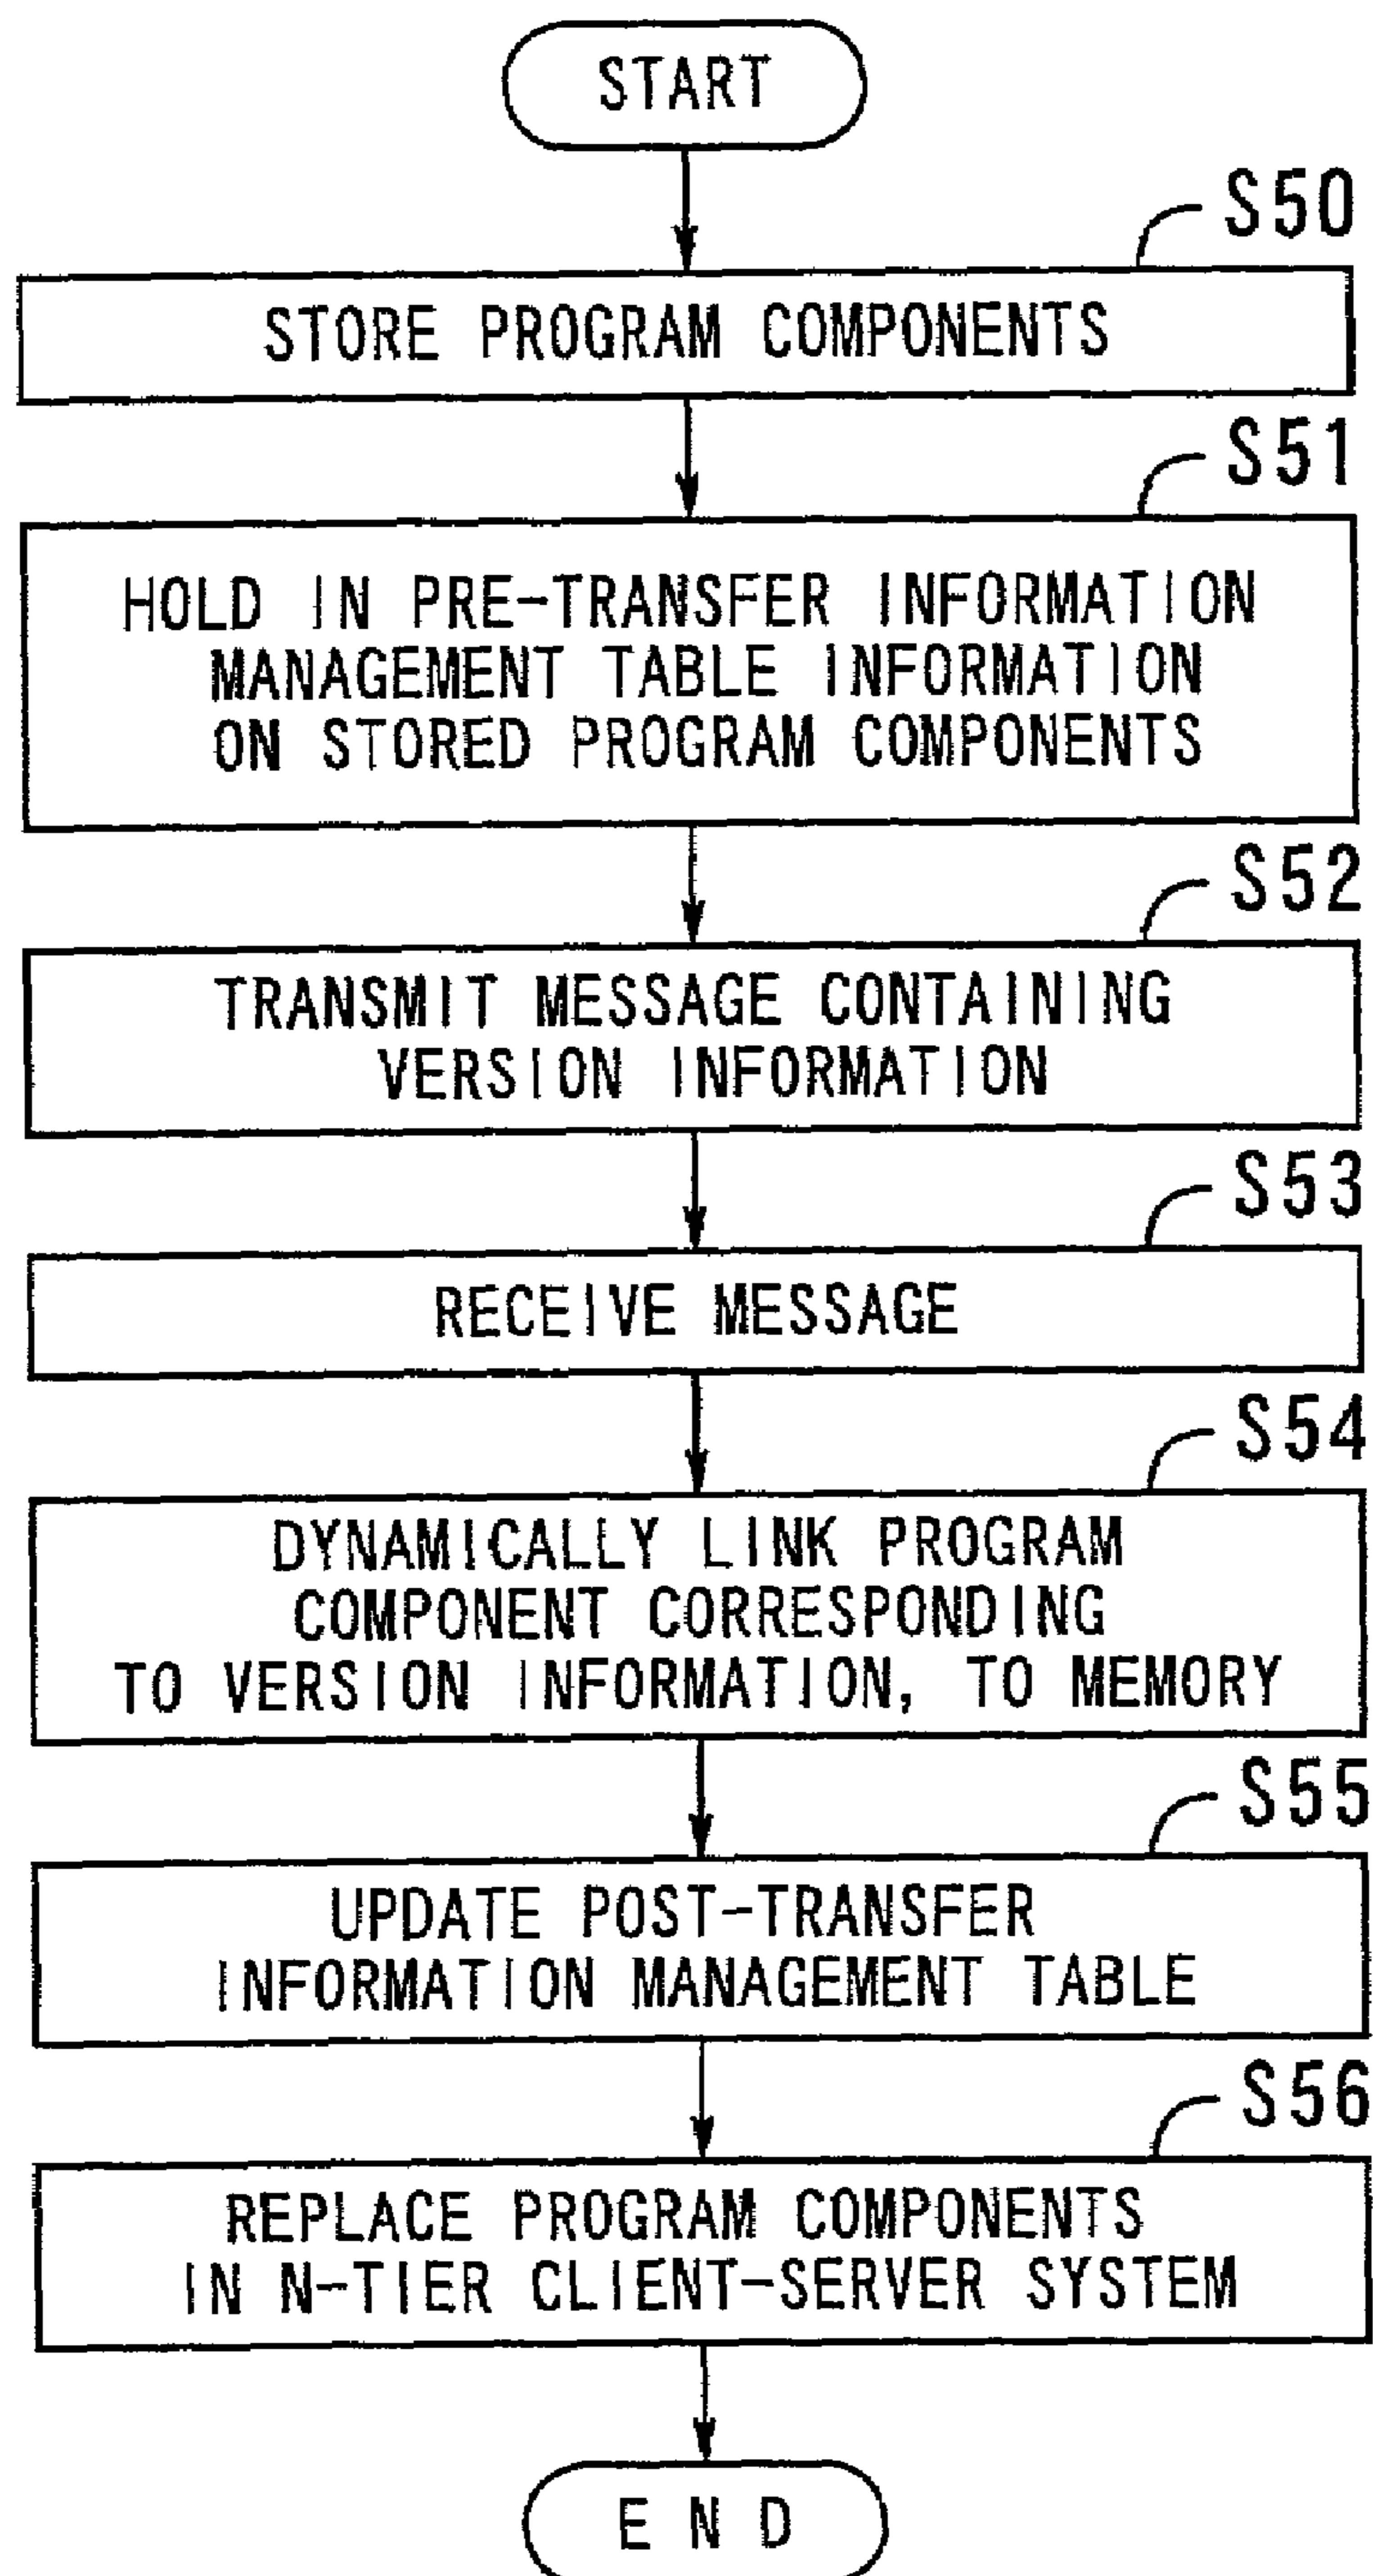 START
S50
STORE PROGRAM COMPONENTS
S51
HOLD IN PRE-TRANSFER INFORMATION
MANAGEMENT TABLE INFORMATION
ON STORED PROGRAM COMPONENTS
S52
TRANSMIT MESSAGE CONTAINING
VERSION INFORMATION
S53
RECEIVE MESSAGE
S54
DYNAMICALLY LINK PROGRAM
COMPONENT CORRESPONDING
TO VERSION INFORMATION, TO MEMORY
S55
UPDATE POST-TRANSFER
INFORMATION MANAGEMENT TABLE
S56
REPLACE PROGRAM COMPONENTS
IN N-TIER CLIENT-SERVER SYSTEM
END